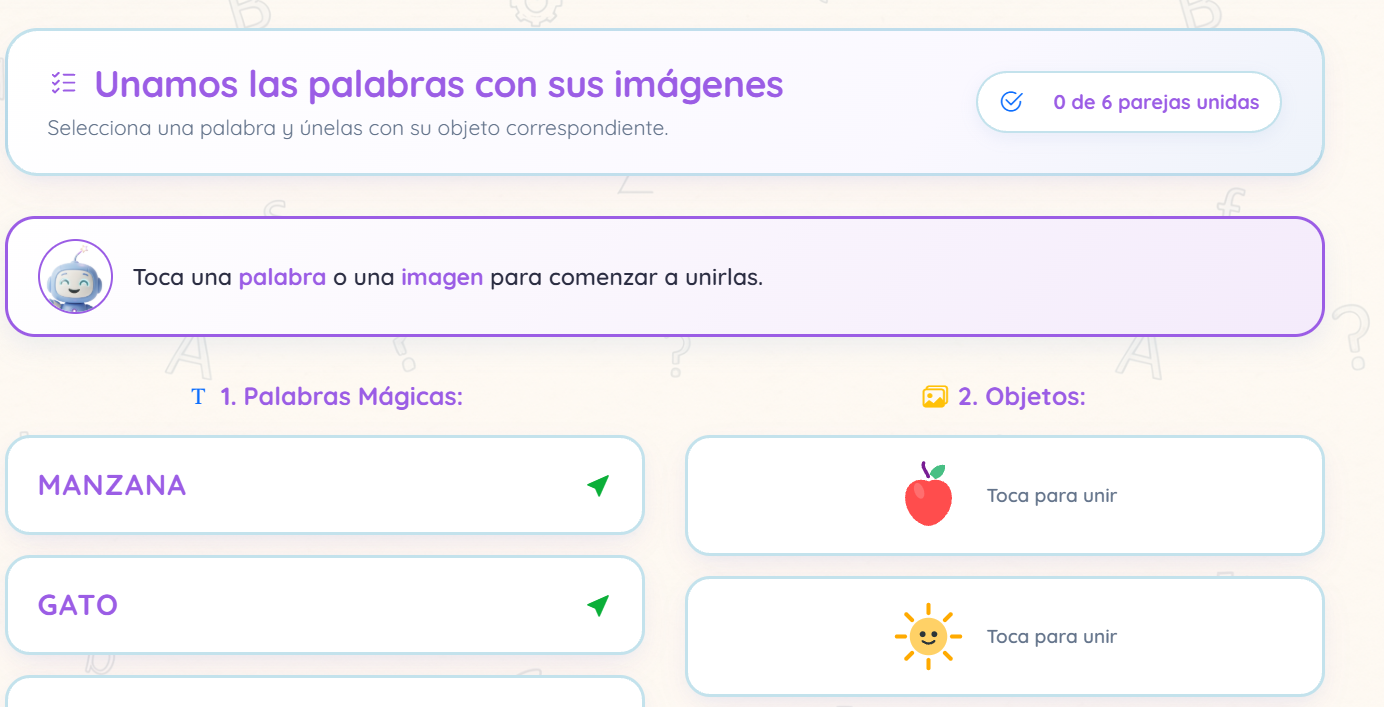 Unamos las palabras con sus imágenes
Selecciona una palabra y únelas con su objeto correspondiente.
0 de 6 parejas unidas
Toca una palabra o una imagen para comenzar a unirlas.
T 1. Palabras Mágicas:
2. Objetos:
MANZANA
Toca para unir
GATO
Toca para unir